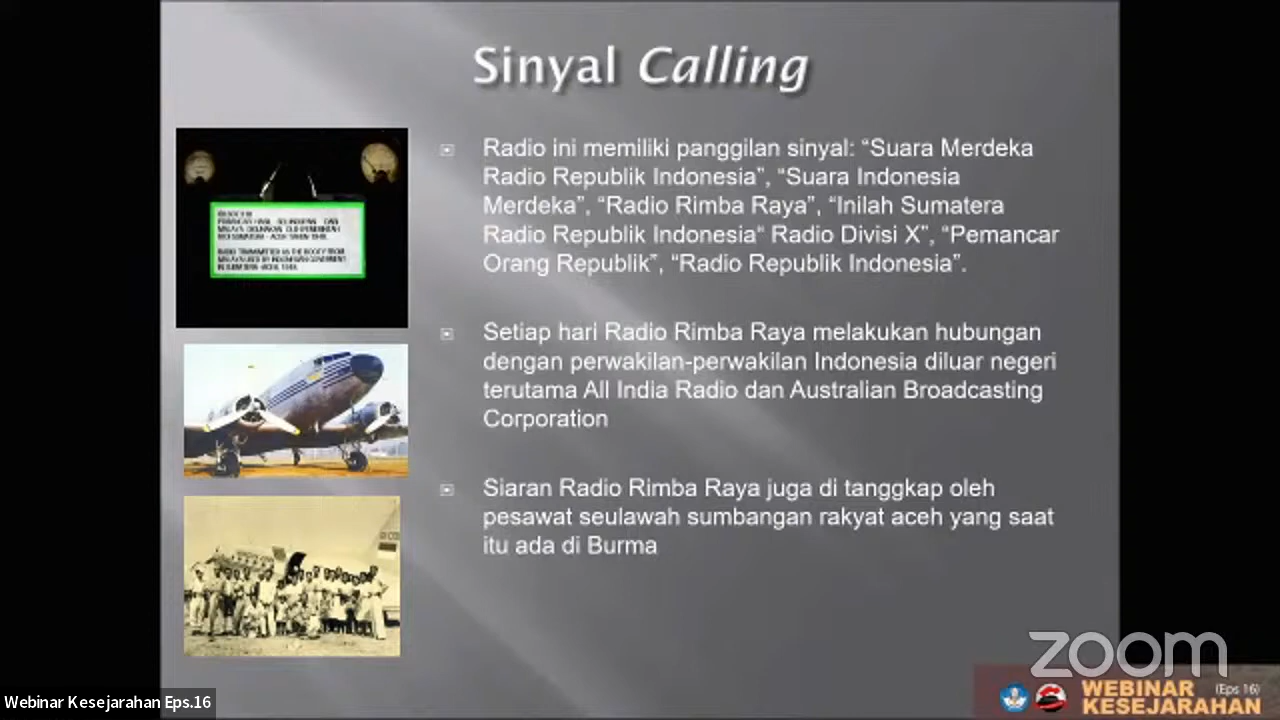 Sinyal Calling
Radio ini memiliki panggilan sinyal: “Suara Merdeka
Radio Republik Indonesia”, “Suara Indonesia
Merdeka”, “Radio Rimba Raya”, “Inilah Sumatera
Radio Republik Indonesia“ Radio Divisi X”, “Pemancar
Orang Republik”, “Radio Republik Indonesia”.
Setiap hari Radio Rimba Raya melakukan hubungan
dengan perwakilan-perwakilan Indonesia diluar negeri
terutama All India Radio dan Australian Broadcasting
Corporation
Siaran Radio Rimba Raya juga di tanggkap oleh
pesawat seulawah sumbangan rakyat aceh yang saat
itu ada di Burma
zoom
WEBINAR (Eps 16)
KESEJARAHAN
Webinar Kesejarahan Eps.16